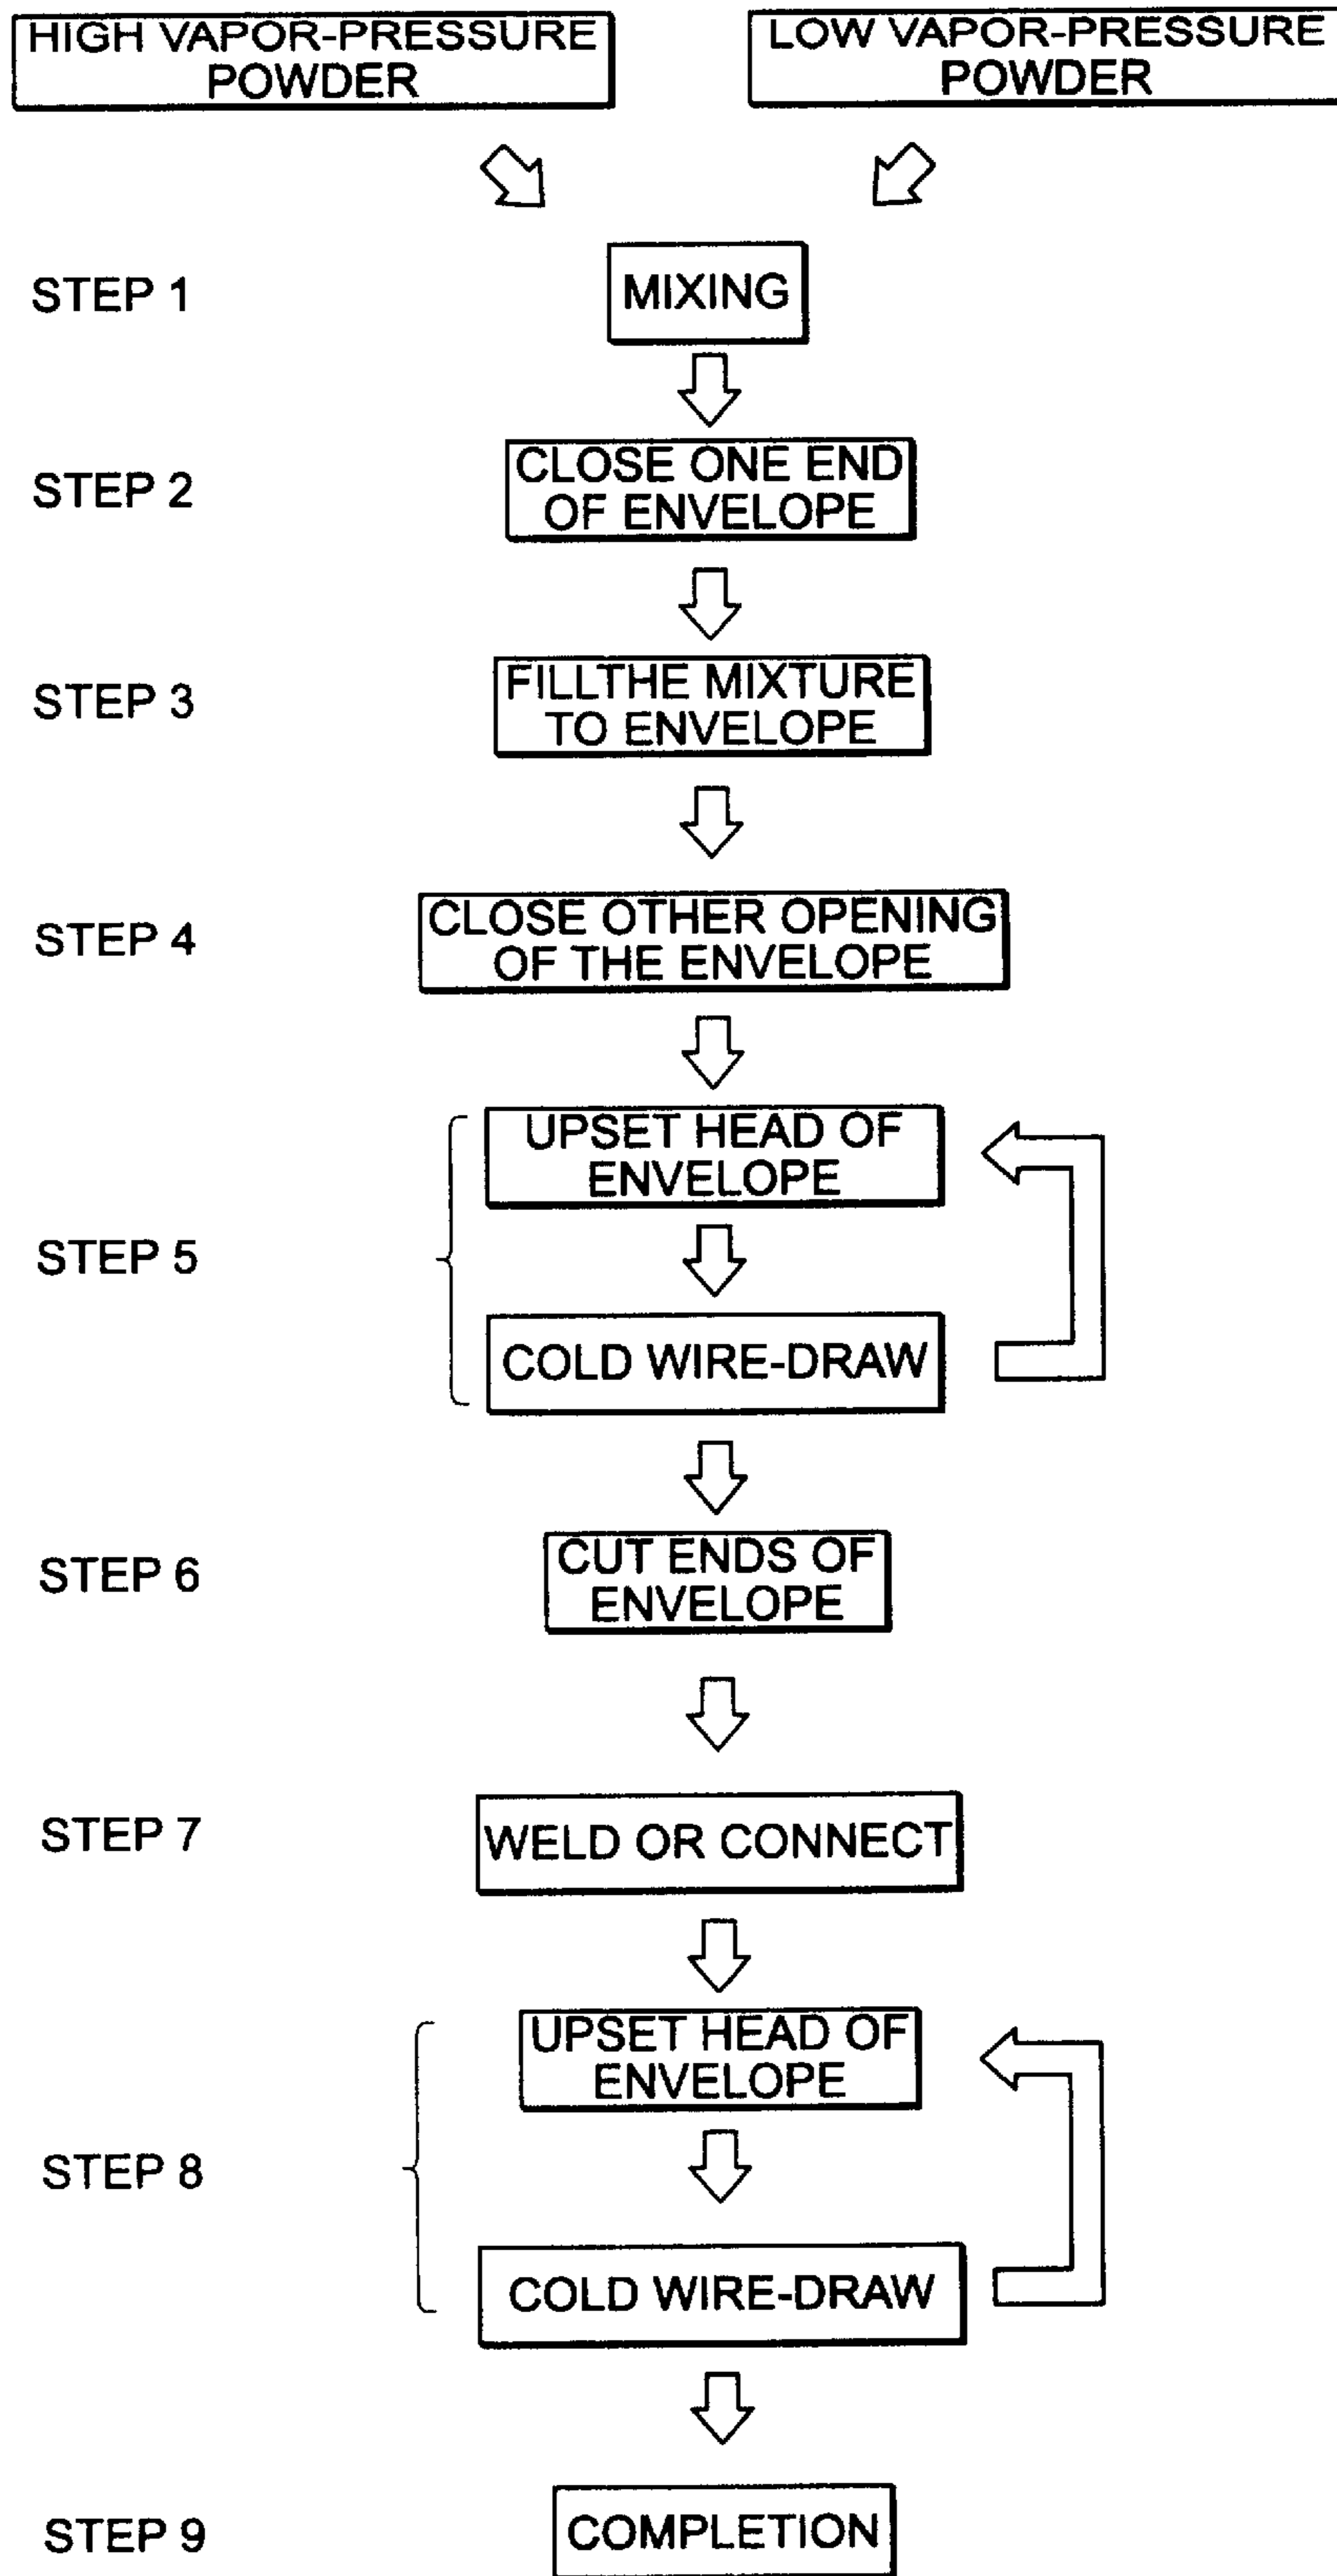 HIGH VAPOR-PRESSURE
POWDER
LOW VAPOR-PRESSURE
POWDER
STEP 1
MIXING
STEP 2
CLOSE ONE END
OF ENVELOPE
STEP 3
FILLTHE MIXTURE
TO ENVELOPE
STEP 4
CLOSE OTHER OPENING
OF THE ENVELOPE
STEP 5
UPSET HEAD OF
ENVELOPE
COLD WIRE-DRAW
STEP 6
CUT ENDS OF
ENVELOPE
STEP 7
WELD OR CONNECT
STEP 8
UPSET HEAD OF
ENVELOPE
COLD WIRE-DRAW
STEP 9
COMPLETION